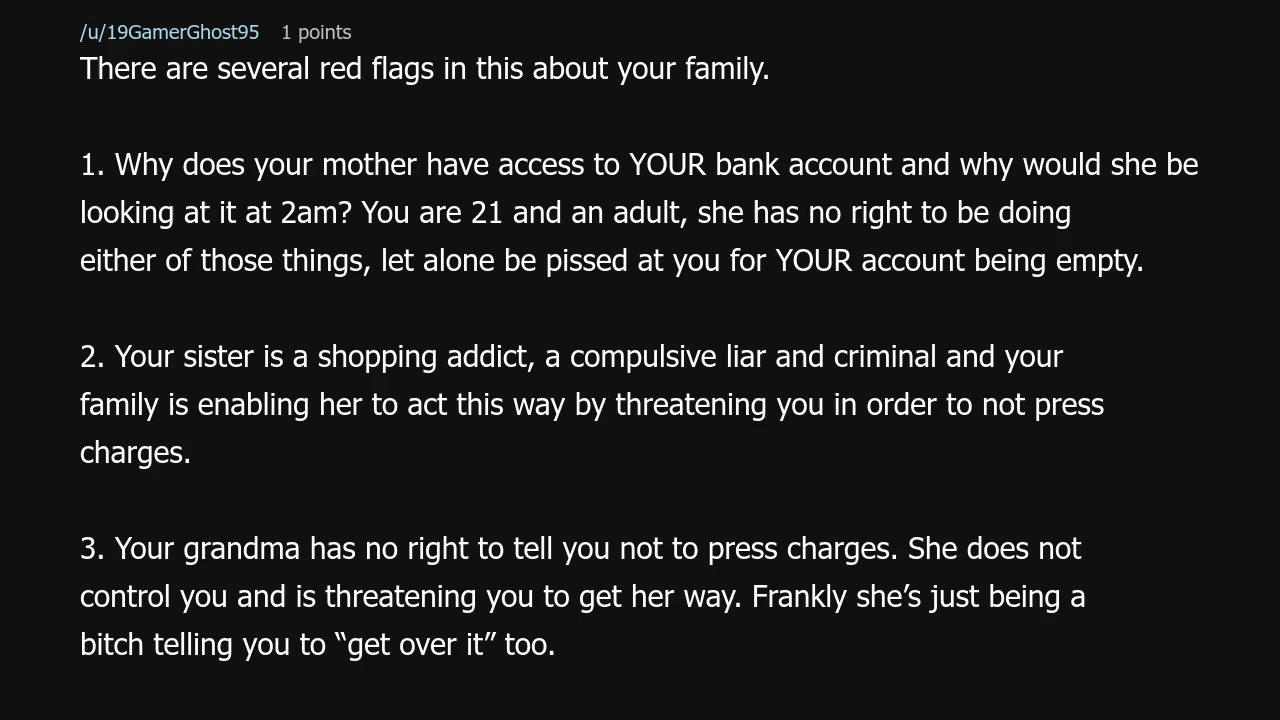 /u/19GamerGhost95 1 points
There are several red flags in this about your family.
1. Why does your mother have access to YOUR bank account and why would she be
looking at it at 2am? You are 21 and an adult, she has no right to be doing
either of those things, let alone be pissed at you for YOUR account being empty.
2. Your sister is a shopping addict, a compulsive liar and criminal and your
family is enabling her to act this way by threatening you in order to not press
charges.
3. Your grandma has no right to tell you not to press charges. She does not
control you and is threatening you to get her way. Frankly she’s just being a
bitch telling you to “get over it” too.